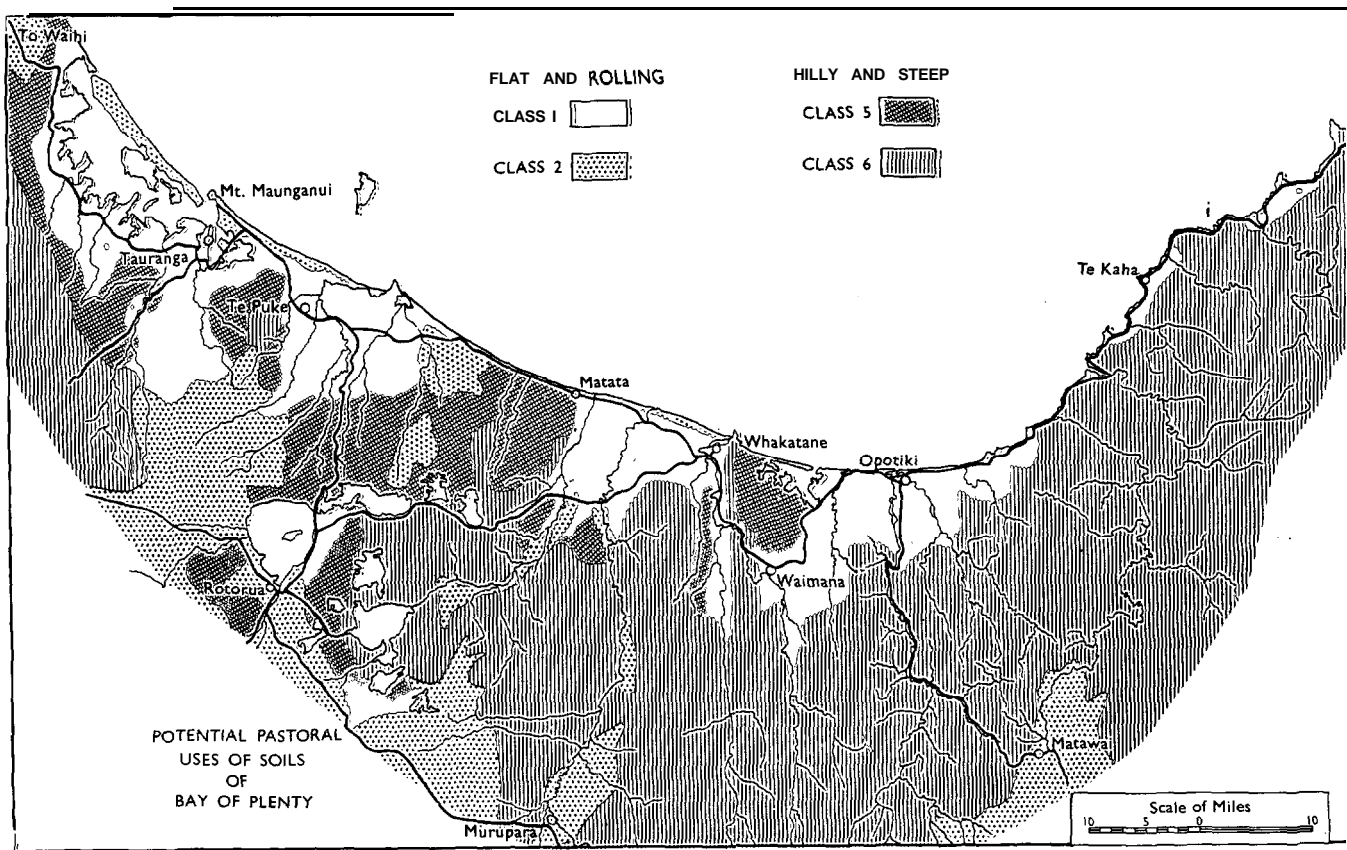 To Waihi
FLAT AND ROLLING
CLASS I
CLASS 2
HILLY AND STEEP
CLASS 5
CLASS 6
Mt. Maunganui
Tauranga
Te Puke
i
Te Kaha
Matata
Whakatane
Opotiki
Waimana
Rotorua
Matawai
Murupara
POTENTIAL PASTORAL
USES OF SOILS
OF
BAY OF PLENTY
Scale of Miles
10 5 0 10